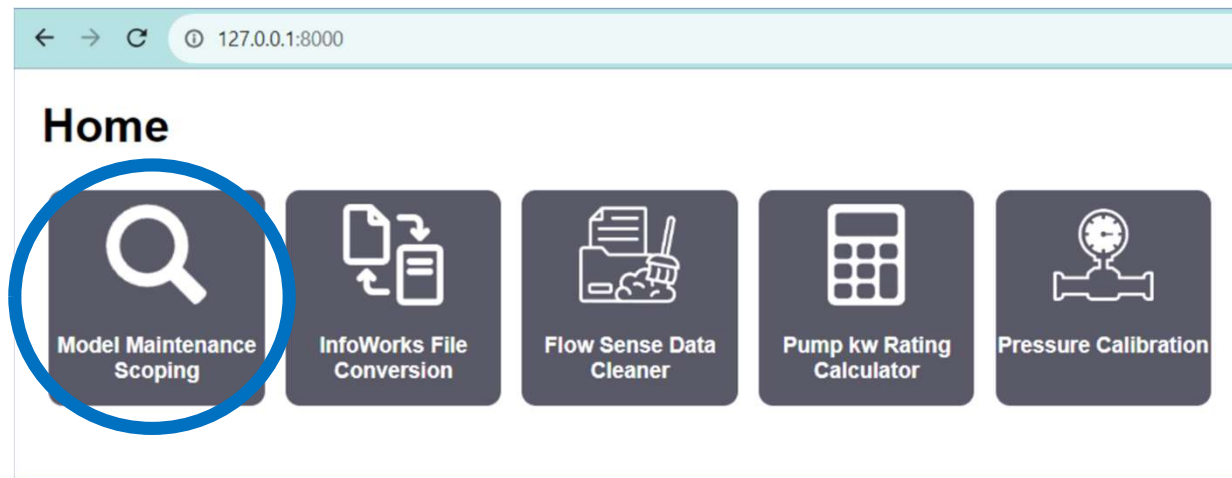 127.0.0.1:8000
Home
Model Maintenance
Scoping
InfoWorks File
Conversion
Flow Sense Data
Cleaner
Pump kw Rating
Calculator
Pressure Calibration